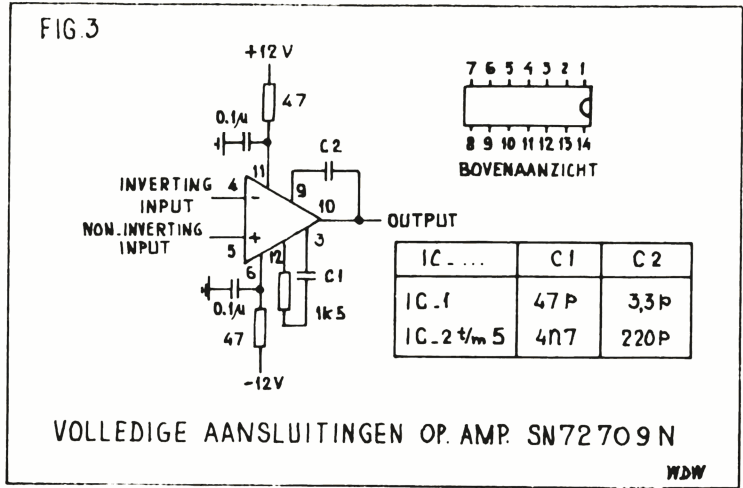 FIG.3
+12V
47
0.1µ
C2
11
9
INVERTING
INPUT
4
-
10
OUTPUT
NON-INVERTING
INPUT
5
+
3
12
6
C1
0.1µ
1k5
47
-12V
7 6 5 4 3 2 1
8 9 10 11 12 13 14
BOVENAANZICHT
IC-.... C1 C2
IC-1 47P 3,3P
IC-2 t/m 5 4n7 220P
VOLLEDIGE AANSLUITINGEN OP. AMP. SN72709N
WDW